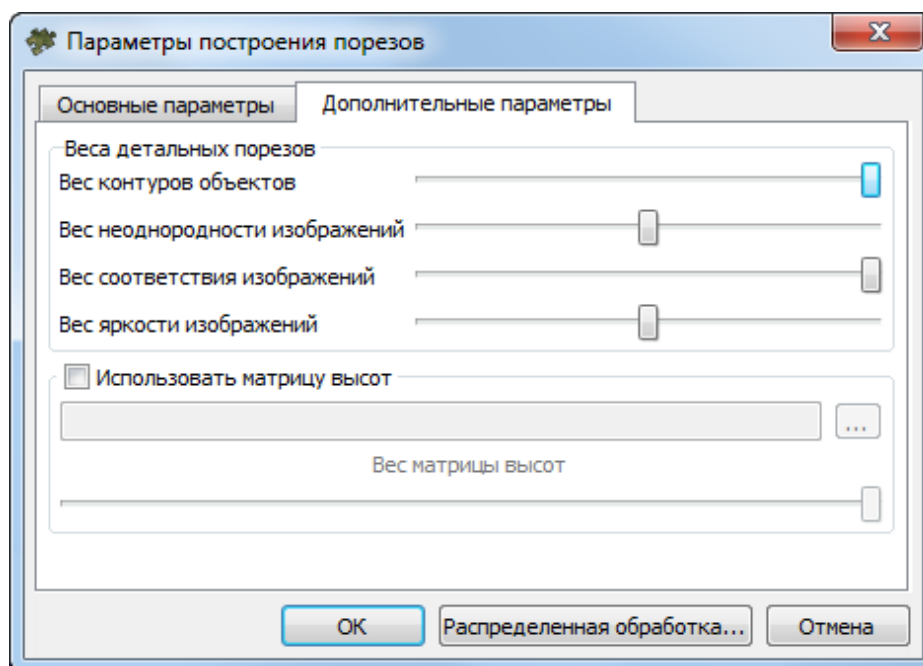 Параметры построения порезов
Основные параметры
Дополнительные параметры
Веса детальных порезов
Вес контуров объектов
Вес неоднородности изображений
Вес соответствия изображений
Вес яркости изображений
Использовать матрицу высот
...
Вес матрицы высот
OK
Распределенная обработка...
Отмена